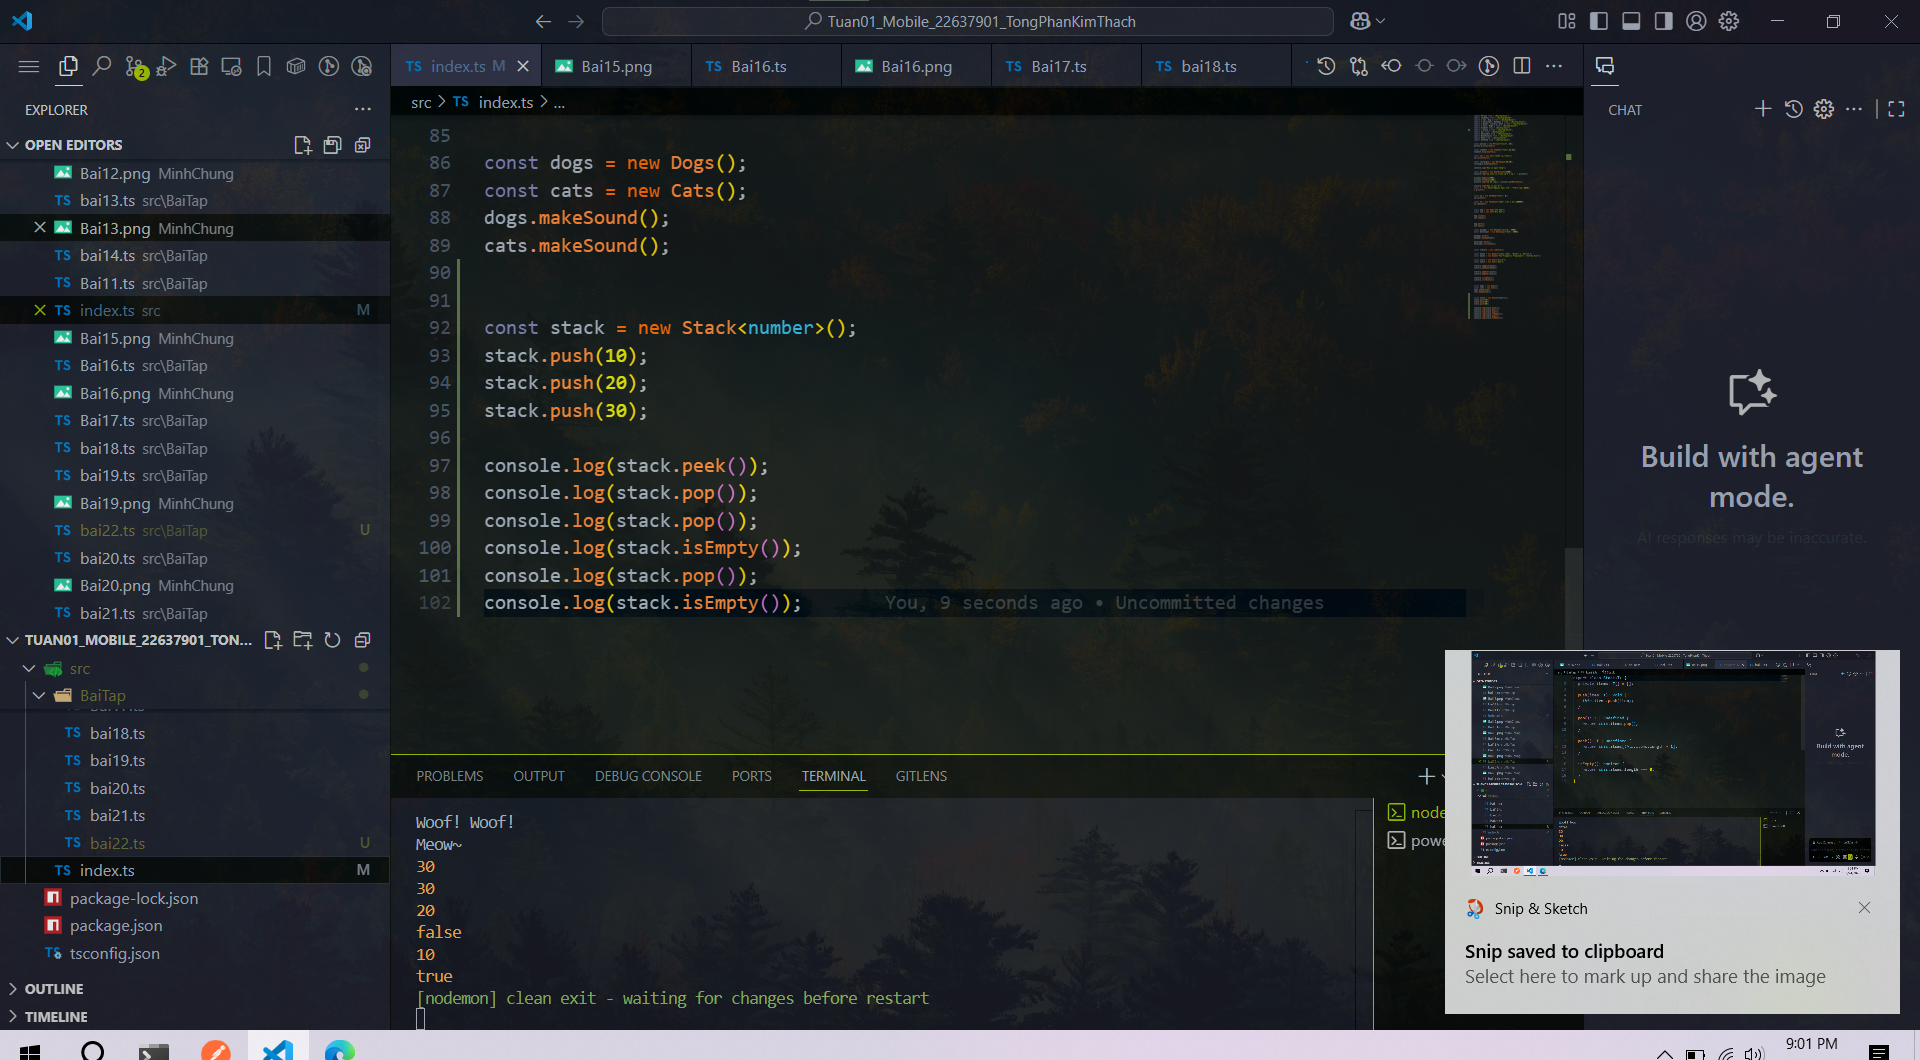 Tuan01_Mobile_22637901_TongPhanKimThach
2
EXPLORER
OPEN EDITORS
Bai12.png MinhChung
TS bai13.ts src\BaiTap
Bai13.png MinhChung
TS bai14.ts src\BaiTap
TS Bai11.ts src\BaiTap
TS index.ts src M
Bai15.png MinhChung
TS Bai16.ts src\BaiTap
Bai16.png MinhChung
TS Bai17.ts src\BaiTap
TS bai18.ts src\BaiTap
TS bai19.ts src\BaiTap
Bai19.png MinhChung
TS bai22.ts src\BaiTap U
TS bai20.ts src\BaiTap
Bai20.png MinhChung
TS bai21.ts src\BaiTap
TUAN01_MOBILE_22637901_TON...
src
BaiTap
TS bai18.ts
TS bai19.ts
TS bai20.ts
TS bai21.ts
TS bai22.ts U
TS index.ts M
package-lock.json
package.json
TS tsconfig.json
OUTLINE
TIMELINE
TS index.ts M
Bai15.png
TS Bai16.ts
Bai16.png
TS Bai17.ts
TS bai18.ts
src > TS index.ts > ...
85
86 const dogs = new Dogs();
87 const cats = new Cats();
88 dogs.makeSound();
89 cats.makeSound();
90
91
92 const stack = new Stack<number>();
93 stack.push(10);
94 stack.push(20);
95 stack.push(30);
96
97 console.log(stack.peek());
98 console.log(stack.pop());
99 console.log(stack.pop());
100 console.log(stack.isEmpty());
101 console.log(stack.pop());
102 console.log(stack.isEmpty()); You, 9 seconds ago • Uncommitted changes
PROBLEMS OUTPUT DEBUG CONSOLE PORTS TERMINAL GITLENS
Woof! Woof!
Meow~
30
30
20
false
10
true
[nodemon] clean exit - waiting for changes before restart
node
powe
CHAT
Build with agent
mode.
AI responses may be inaccurate.
Build with agent
mode.
Snip & Sketch
Snip saved to clipboard
Select here to mark up and share the image
9:01 PM